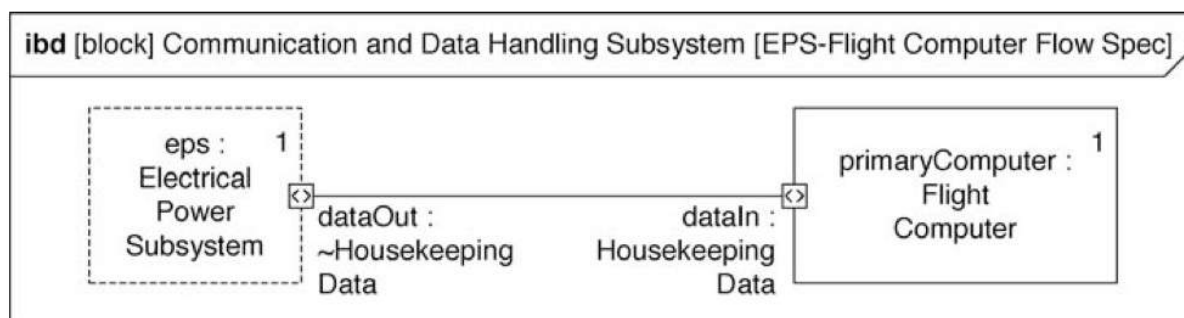 ibd [block] Communication and Data Handling Subsystem [EPS-Flight Computer Flow Spec]
eps : 1
Electrical
Power
Subsystem
dataOut :
~Housekeeping
Data
dataIn :
Housekeeping
Data
primaryComputer : 1
Flight
Computer